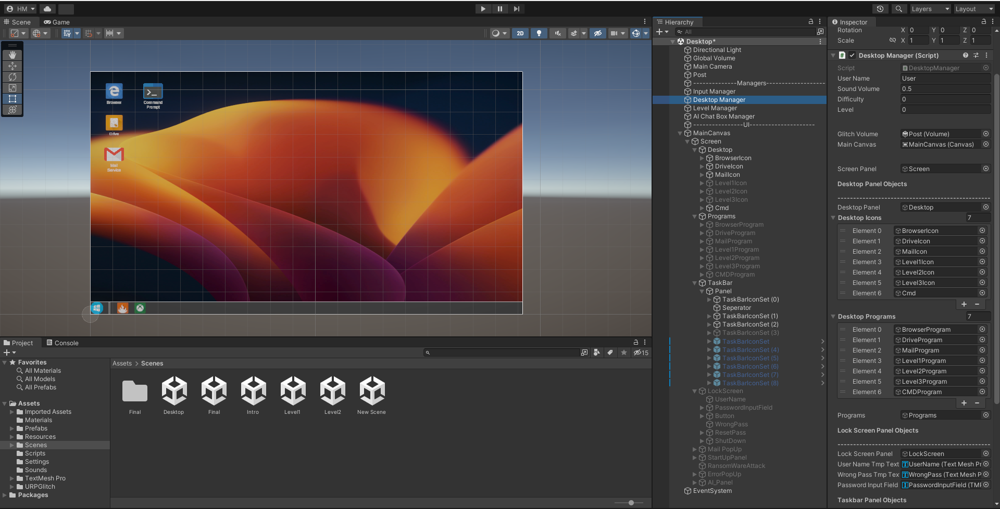 HM
Layers
Layout
Scene
Game
2D
Browser
Command
Prompt
Drive
Mail
Service
Hierarchy
All
Desktop*
Directional Light
Global Volume
Main Camera
Post
--------------Managers-------------------
Input Manager
Desktop Manager
Level Manager
AI Chat Box Manager
----------------UI---------------------
MainCanvas
Screen
Desktop
BrowserIcon
DriveIcon
MailIcon
Level1Icon
Level2Icon
Level3Icon
Cmd
Programs
BrowserProgram
DriveProgram
MailProgram
Level1Program
Level2Program
Level3Program
CMDProgram
TaskBar
Panel
TaskBarIconSet (0)
Seperator
TaskBarIconSet (1)
TaskBarIconSet (2)
TaskBarIconSet (3)
TaskBarIconSet
TaskBarIconSet (4)
TaskBarIconSet (5)
TaskBarIconSet (6)
TaskBarIconSet (7)
TaskBarIconSet (8)
LockScreen
UserName
PasswordInputField
Button
WrongPass
ResetPass
ShutDown
Mail PopUp
StartUpPanel
RansomWareAttack
ErrorPopUp
AI_Panel
EventSystem
Inspector
Rotation X 0 Y 0 Z 0
Scale X 1 Y 1 Z 1
# Desktop Manager (Script)
Script DesktopManager
User Name User
Sound Volume 0.5
Difficulty 0
Level 0
Glitch Volume Post (Volume)
Main Canvas MainCanvas (Canvas)
Screen Panel Screen
Desktop Panel Objects
------------------------------------------
Desktop Panel Desktop
Desktop Icons 7
Element 0 BrowserIcon
Element 1 DriveIcon
Element 2 MailIcon
Element 3 Level1Icon
Element 4 Level2Icon
Element 5 Level3Icon
Element 6 Cmd
+ −
Desktop Programs 7
Element 0 BrowserProgram
Element 1 DriveProgram
Element 2 MailProgram
Element 3 Level1Program
Element 4 Level2Program
Element 5 Level3Program
Element 6 CMDProgram
+ −
Programs Programs
Lock Screen Panel Objects
------------------------------------------
Lock Screen Panel LockScreen
User Name Tmp Text UserName (Text Mesh Pr
Wrong Pass Tmp Tex WrongPass (Text Mesh P
Password Input Field PasswordInputField (TMP
Taskbar Panel Objects
Project
Console
15
Favorites
All Materials
All Models
All Prefabs
Assets
Imported Assets
Materials
Prefabs
Resources
Scenes
Scripts
Settings
Sounds
TextMesh Pro
URPGlitch
Packages
Assets > Scenes
Final
Desktop
Final
Intro
Level1
Level2
New Scene